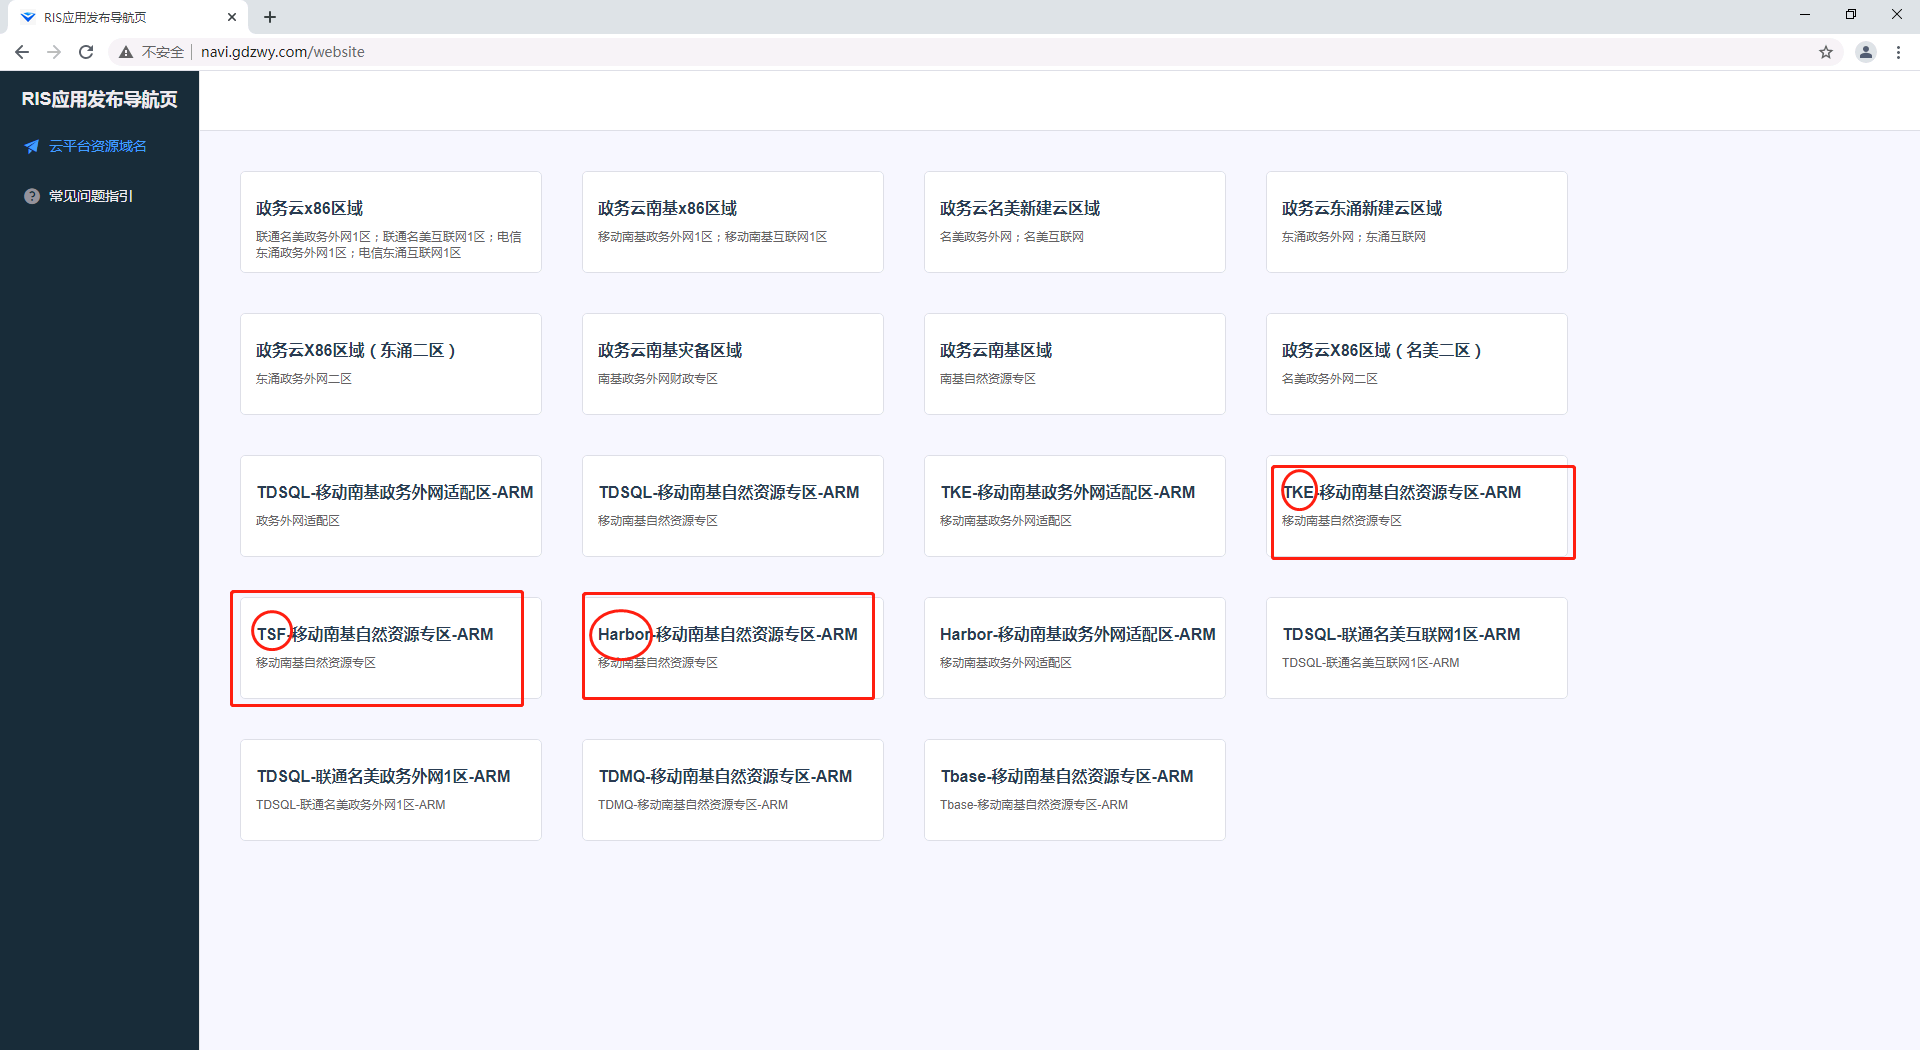 RIS应用发布导航页
不安全
navi.gdzwy.com/website
RIS应用发布导航页
云平台资源域名
常见问题指引
政务云x86区域
联通名美政务外网1区；联通名美互联网1区；电信
东涌政务外网1区；电信东涌互联网1区
政务云南基x86区域
移动南基政务外网1区；移动南基互联网1区
政务云名美新建云区域
名美政务外网；名美互联网
政务云东涌新建云区域
东涌政务外网；东涌互联网
政务云X86区域（东涌二区）
东涌政务外网二区
政务云南基灾备区域
南基政务外网财政专区
政务云南基区域
南基自然资源专区
政务云X86区域（名美二区）
名美政务外网二区
TDSQL-移动南基政务外网适配区-ARM
政务外网适配区
TDSQL-移动南基自然资源专区-ARM
移动南基自然资源专区
TKE-移动南基政务外网适配区-ARM
移动南基政务外网适配区
TKE-移动南基自然资源专区-ARM
移动南基自然资源专区
TSF-移动南基自然资源专区-ARM
移动南基自然资源专区
Harbor-移动南基自然资源专区-ARM
移动南基自然资源专区
Harbor-移动南基政务外网适配区-ARM
移动南基政务外网适配区
TDSQL-联通名美互联网1区-ARM
TDSQL-联通名美互联网1区-ARM
TDSQL-联通名美政务外网1区-ARM
TDSQL-联通名美政务外网1区-ARM
TDMQ-移动南基自然资源专区-ARM
TDMQ-移动南基自然资源专区-ARM
Tbase-移动南基自然资源专区-ARM
Tbase-移动南基自然资源专区-ARM